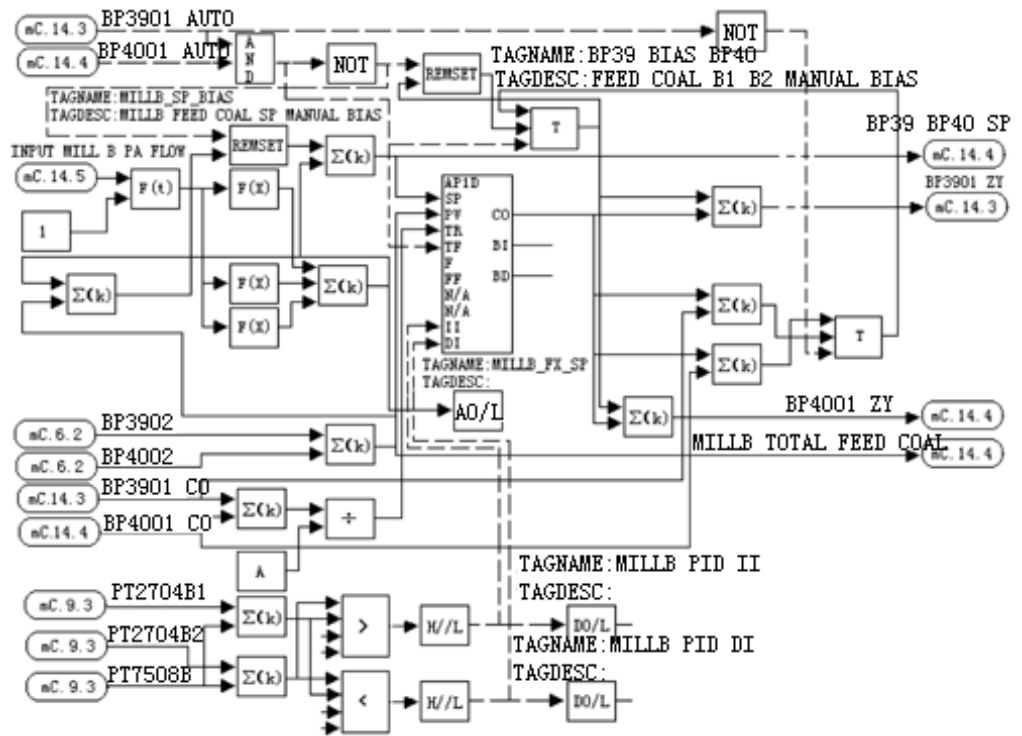 mC.14.3
BP3901 AUTO
NOT
mC.14.4
BP4001 AUTO
A
N
D
NOT
REMSET
TAGNAME:BP39 BIAS BP40
TAGDESC:FEED COAL B1 B2 MANUAL BIAS
TAGNAME:MILLB_SP_BIAS
TAGDESC:MILLB FEED COAL SP MANUAL BIAS
T
BP39 BP40 SP
INPUT MILL B PA FLOW
REMSET
Σ(k)
mC.14.4
mC.14.5
F(t)
F(X)
BP3901 ZY
APID
SP
PV
TR
TF
F
FF
N/A
N/A
II
DI
CO
BI
BD
Σ(k)
mC.14.3
1
Σ(k)
F(X)
Σ(k)
F(X)
Σ(k)
Σ(k)
T
TAGNAME:MILLB_FX_SP
TAGDESC:
AO/L
BP4001 ZY
Σ(k)
mC.14.4
mC.6.2
BP3902
Σ(k)
MILLB TOTAL FEED COAL
mC.14.4
mC.6.2
BP4002
mC.14.3
BP3901 CO
Σ(k)
÷
mC.14.4
BP4001 CO
A
TAGNAME:MILLB PID II
TAGDESC:
mC.9.3
PT2704B1
Σ(k)
>
H//L
DO/L
mC.9.3
PT2704B2
TAGNAME:MILLB PID DI
TAGDESC:
mC.9.3
PT7508B
Σ(k)
<
H//L
DO/L